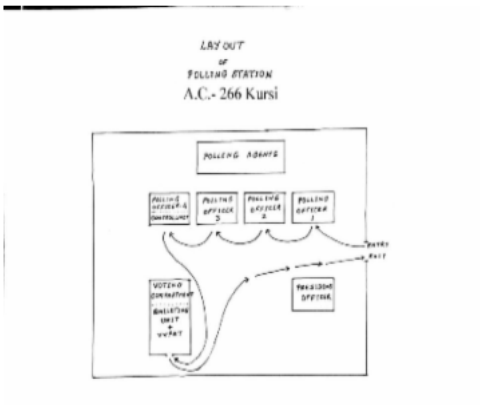 LAY OUT
OF
POLLING STATION
A.C.- 266 Kursi
POLLING AGENTS
POLLING
OFFICER 4
CONTROL UNIT
POLLING
OFFICER
3
POLLING
OFFICER
2
POLLING
OFFICER
1
ENTRY
EXIT
VOTING
COMPARTMENT
BALLOTING
UNIT
+
VVPAT
PRESIDING
OFFICER